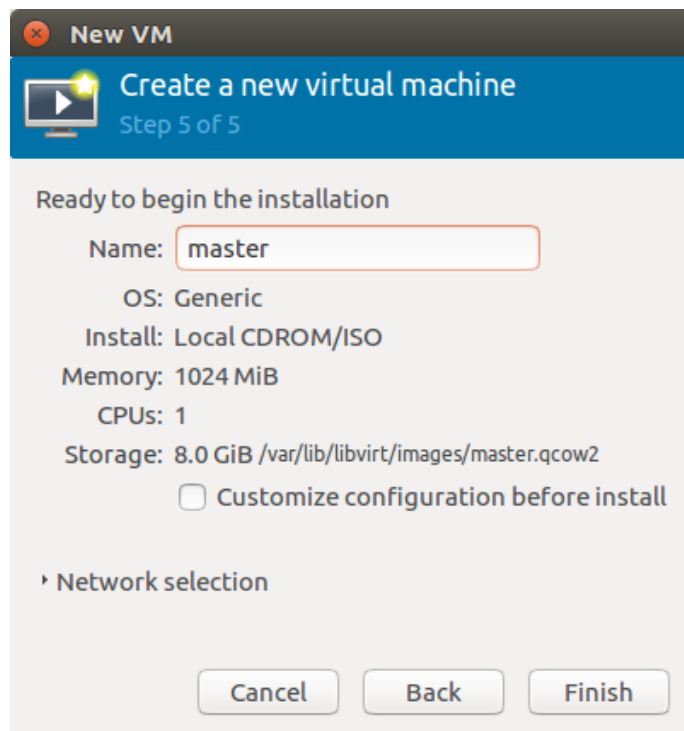 New VM
Create a new virtual machine
Step 5 of 5
Ready to begin the installation
Name: master
OS: Generic
Install: Local CDROM/ISO
Memory: 1024 MiB
CPUs: 1
Storage: 8.0 GiB /var/lib/libvirt/images/master.qcow2
Customize configuration before install
Network selection
Cancel Back Finish